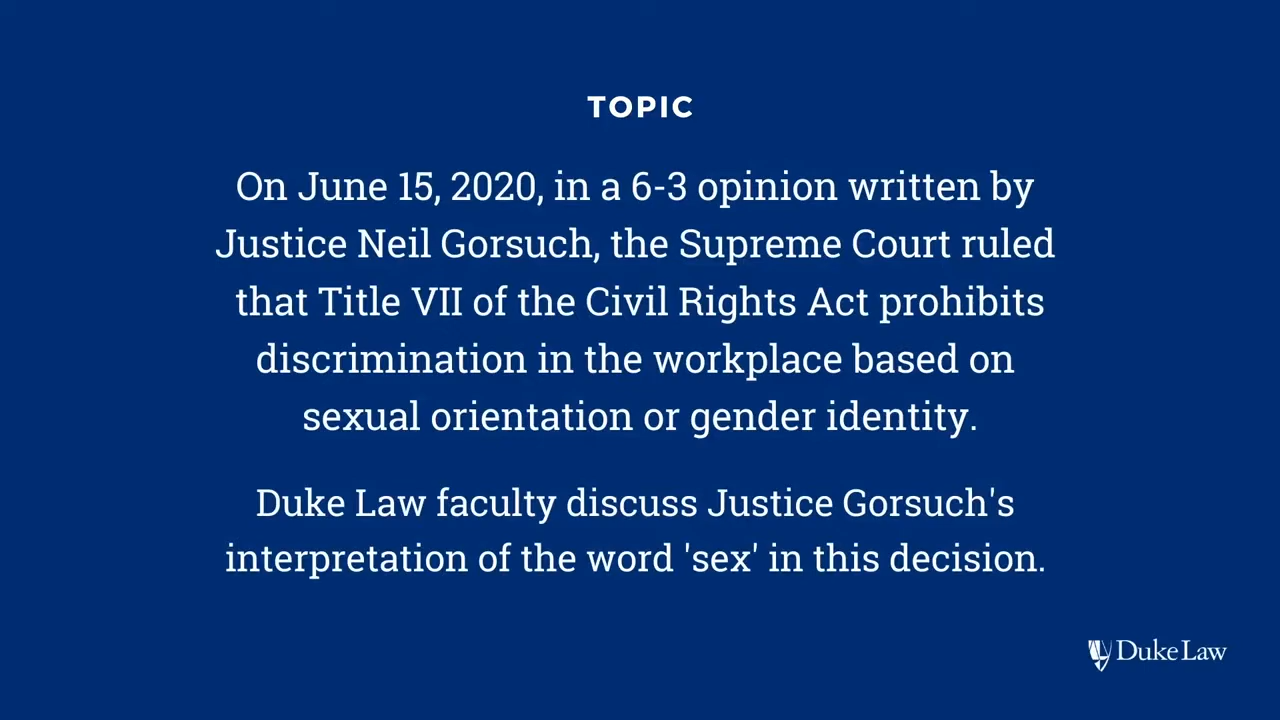 TOPIC
On June 15, 2020, in a 6-3 opinion written by
Justice Neil Gorsuch, the Supreme Court ruled
that Title VII of the Civil Rights Act prohibits
discrimination in the workplace based on
sexual orientation or gender identity.
Duke Law faculty discuss Justice Gorsuch's
interpretation of the word 'sex' in this decision.
Duke Law